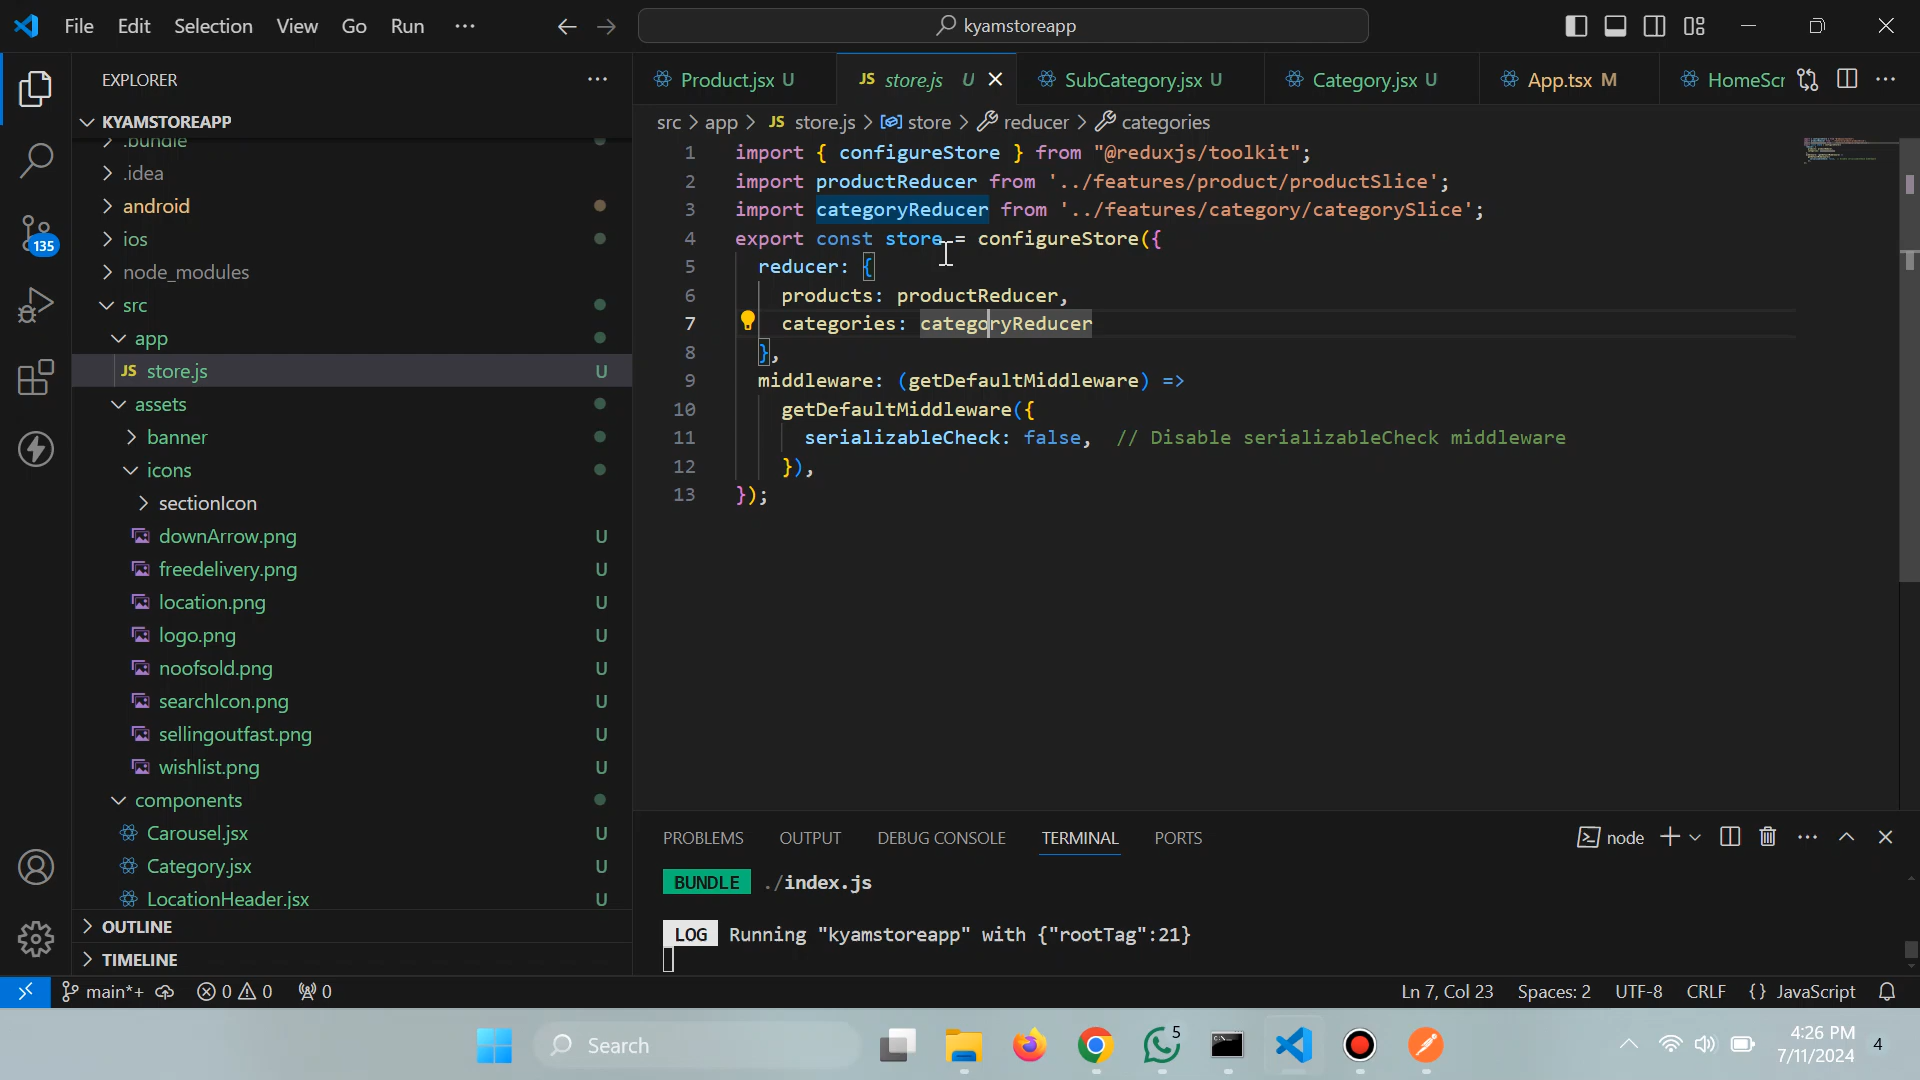 File Edit Selection View Go Run ··· kyamstoreapp
EXPLORER
KYAMSTOREAPP
.bundle
.idea
android
ios
node_modules
src
app
JS store.js U
assets
banner
icons
sectionIcon
downArrow.png U
freedelivery.png U
location.png U
logo.png U
noofsold.png U
searchIcon.png U
sellingoutfast.png U
wishlist.png U
components
Carousel.jsx U
Category.jsx U
LocationHeader.jsx U
OUTLINE
TIMELINE
135
Product.jsx U JS store.js U SubCategory.jsx U Category.jsx U App.tsx M HomeScr
src > app > JS store.js > store > reducer > categories
1 import { configureStore } from "@reduxjs/toolkit";
2 import productReducer from '../features/product/productSlice';
3 import categoryReducer from '../features/category/categorySlice';
4 export const store = configureStore({
5 reducer: {
6 products: productReducer,
7 categories: categoryReducer
8 },
9 middleware: (getDefaultMiddleware) =>
10 getDefaultMiddleware({
11 serializableCheck: false, // Disable serializableCheck middleware
12 }),
13 });
PROBLEMS OUTPUT DEBUG CONSOLE TERMINAL PORTS node
BUNDLE ./index.js
LOG Running "kyamstoreapp" with {"rootTag":21}
main*+ 0 0 0 Ln 7, Col 23 Spaces: 2 UTF-8 CRLF {} JavaScript
Search 5 4:26 PM
7/11/2024 4